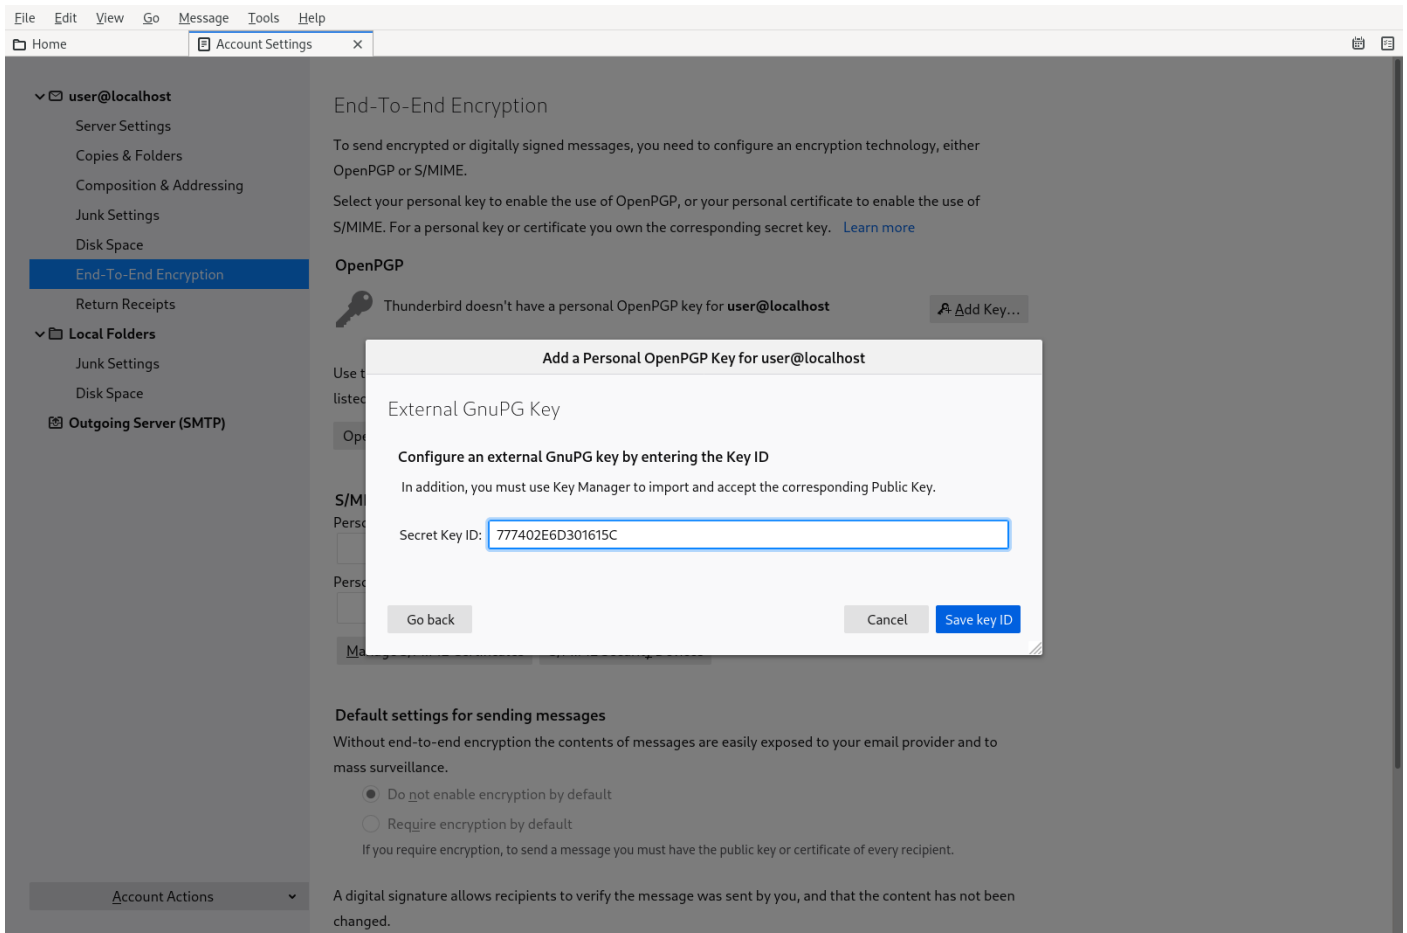 File Edit View Go Message Tools Help
Home
Account Settings
user@localhost
Server Settings
Copies & Folders
Composition & Addressing
Junk Settings
Disk Space
End-To-End Encryption
Return Receipts
Local Folders
Junk Settings
Disk Space
Outgoing Server (SMTP)
Account Actions
End-To-End Encryption
To send encrypted or digitally signed messages, you need to configure an encryption technology, either
OpenPGP or S/MIME.
Select your personal key to enable the use of OpenPGP, or your personal certificate to enable the use of
S/MIME. For a personal key or certificate you own the corresponding secret key. Learn more
OpenPGP
Thunderbird doesn't have a personal OpenPGP key for user@localhost
Add Key...
Use
Add a Personal OpenPGP Key for user@localhost
External GnuPG Key
Configure an external GnuPG key by entering the Key ID
In addition, you must use Key Manager to import and accept the corresponding Public Key.
Secret Key ID: 777402E6D301615C
Go back
Cancel
Save key ID
Default settings for sending messages
Without end-to-end encryption the contents of messages are easily exposed to your email provider and to
mass surveillance.
Do not enable encryption by default
Require encryption by default
If you require encryption, to send a message you must have the public key or certificate of every recipient.
A digital signature allows recipients to verify the message was sent by you, and that the content has not been
changed.